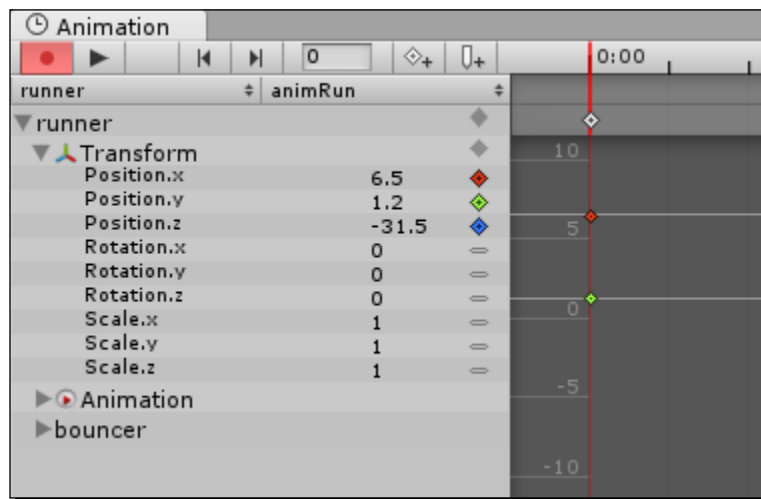 Animation
0 0:00
runner animRun
runner
Transform 10
Position.x 6.5
Position.y 1.2
Position.z -31.5 5
Rotation.x 0
Rotation.y 0
Rotation.z 0 0
Scale.x 1
Scale.y 1
Scale.z 1
Animation -5
bouncer
-10